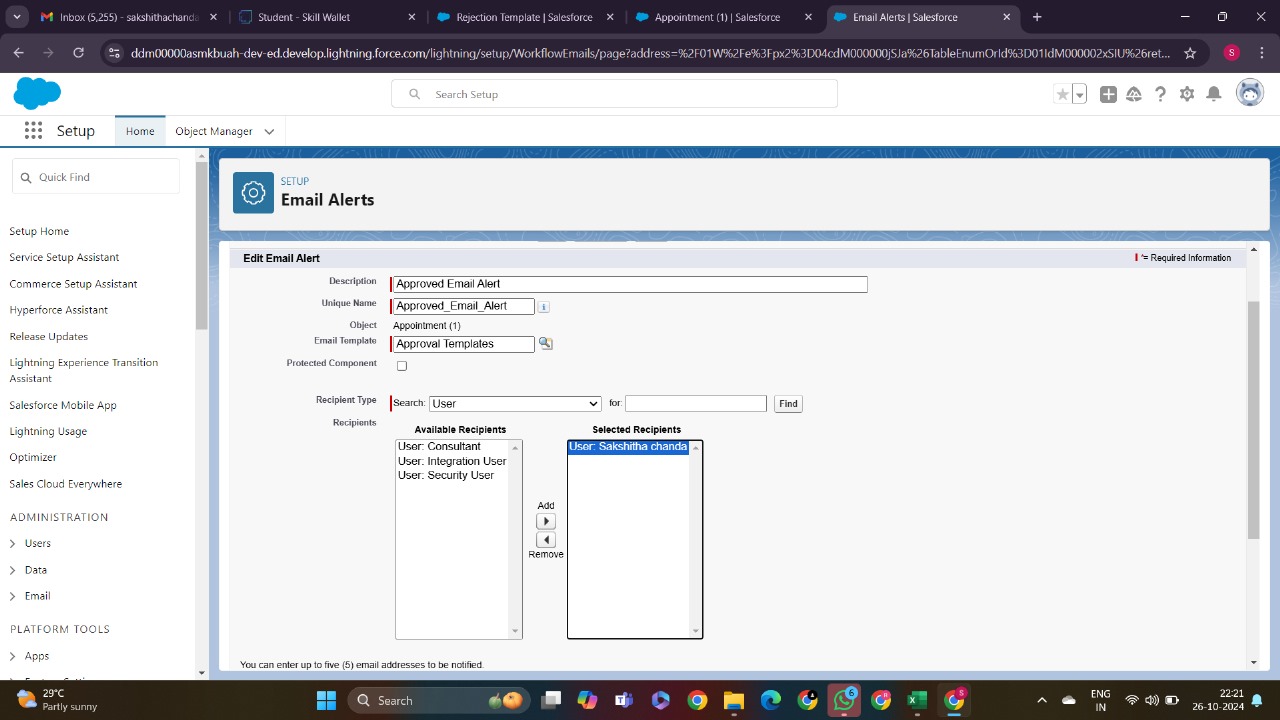 Inbox (5,255) - sakshithachanda
Student - Skill Wallet
Rejection Template | Salesforce
Appointment (1) | Salesforce
Email Alerts | Salesforce
ddm00000asmkbuah-dev-ed.develop.lightning.force.com/lightning/setup/WorkflowEmails/page?address=%2F01W%2Fe%3Fpx2%3D04cdM000000jSJa%26TableEnumOrId%3D01IdM000002xSIU%26ret...
S
Search Setup
Setup
Home
Object Manager
Quick Find
SETUP
Email Alerts
Setup Home
Service Setup Assistant
Commerce Setup Assistant
Hyperforce Assistant
Release Updates
Lightning Experience Transition
Assistant
Salesforce Mobile App
Lightning Usage
Optimizer
Sales Cloud Everywhere
ADMINISTRATION
Users
Data
Email
PLATFORM TOOLS
Apps
Edit Email Alert
= Required Information
Description Approved Email Alert
Unique Name Approved_Email_Alert i
Object Appointment (1)
Email Template Approval Templates
Protected Component
Recipient Type Search: User for: Find
Recipients
Available Recipients Selected Recipients
User: Consultant
User: Integration User
User: Security User
User: Sakshitha chanda
Add
Remove
You can enter up to five (5) email addresses to be notified.
29°C
Partly sunny
Search
6
ENG
IN
22:21
26-10-2024